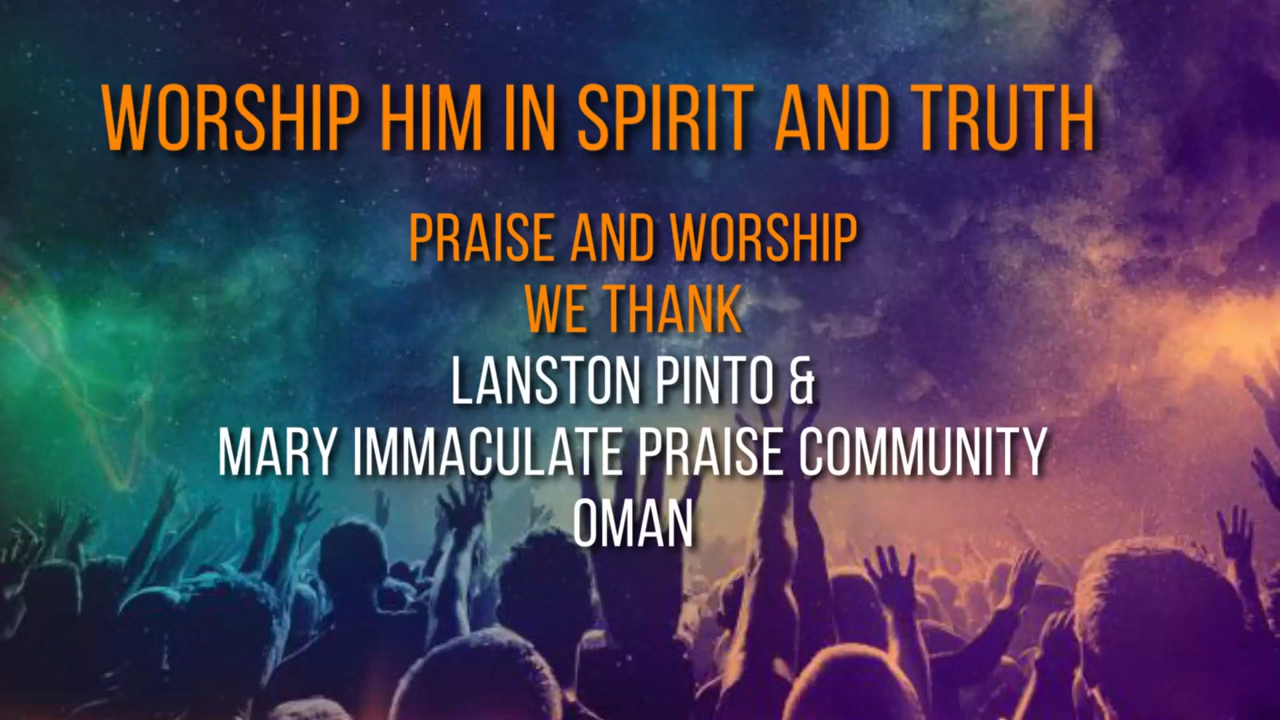 WORSHIP HIM IN SPIRIT AND TRUTH
PRAISE AND WORSHIP
WE THANK
LANSTON PINTO &
MARY IMMACULATE PRAISE COMMUNITY
OMAN